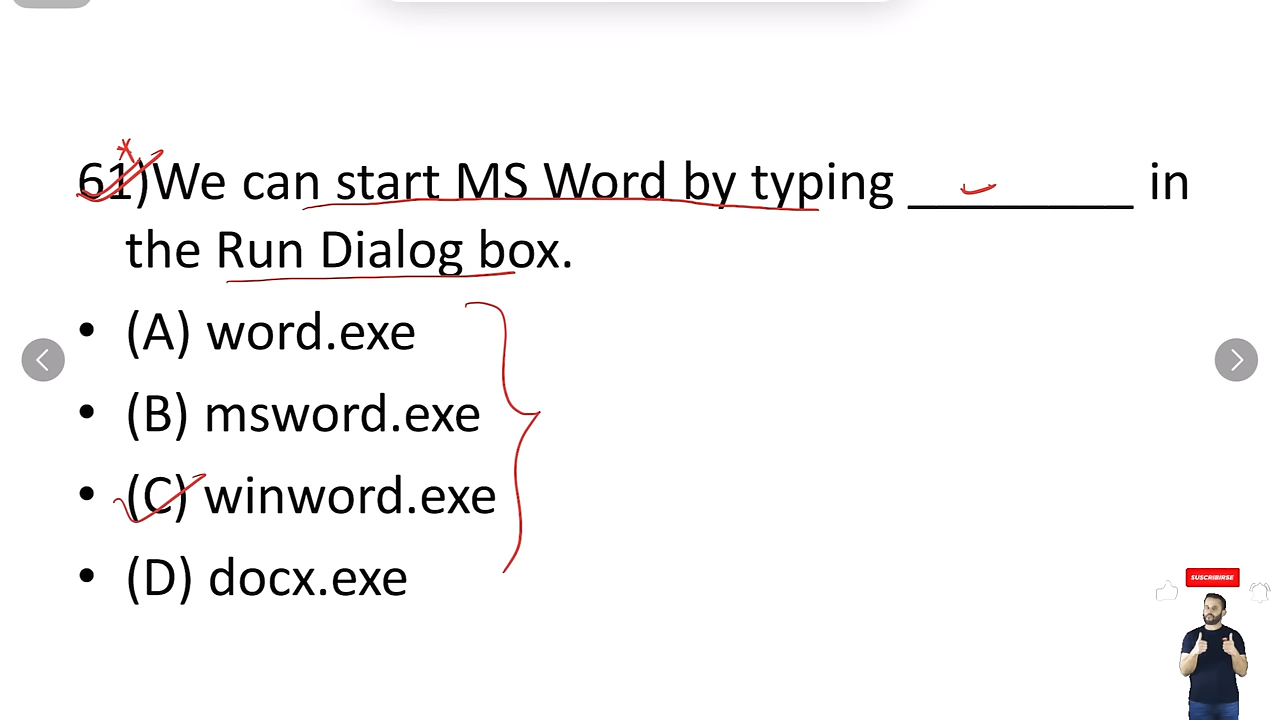 61)We can start MS Word by typing _________ in
the Run Dialog box.
• (A) word.exe
• (B) msword.exe
• (C) winword.exe
• (D) docx.exe
SUSCRIBIRSE